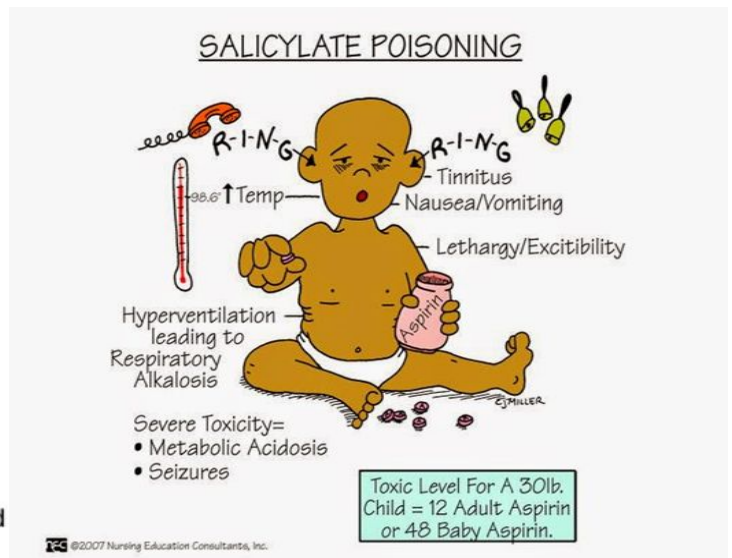 SALICYLATE POISONING
R-I-N-G
R-I-N-G
Tinnitus
98.6° ↑ Temp
Nausea/Vomiting
Lethargy/Excitibility
Aspirin
Hyperventilation
leading to
Respiratory
Alkalosis
CJMILLER
Severe Toxicity=
• Metabolic Acidosis
• Seizures
Toxic Level For A 30lb.
Child = 12 Adult Aspirin
or 48 Baby Aspirin.
NEC ©2007 Nursing Education Consultants, Inc.